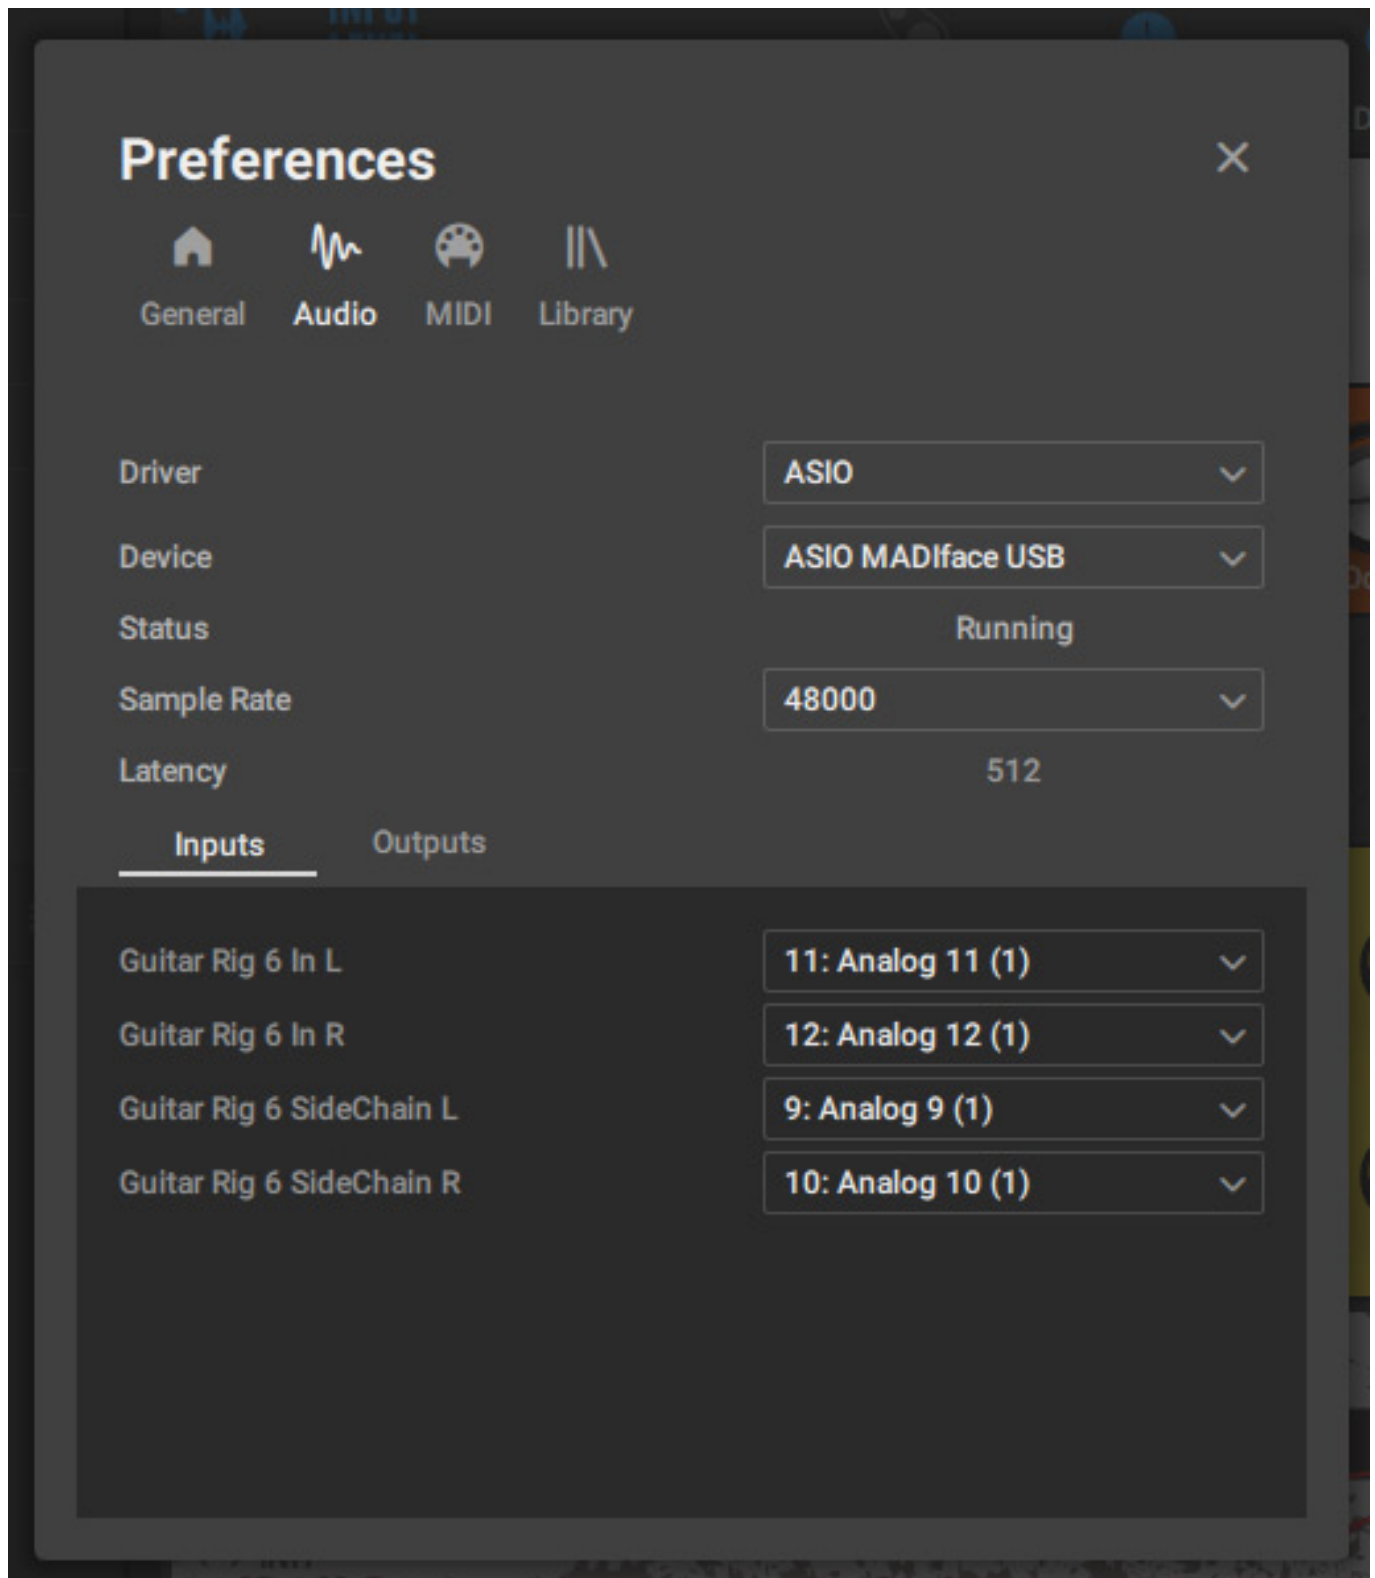 INPUT
LEVEL
Preferences
General Audio MIDI Library
Driver ASIO
Device ASIO MADIface USB
Status Running
Sample Rate 48000
Latency 512
Inputs Outputs
Guitar Rig 6 In L 11: Analog 11 (1)
Guitar Rig 6 In R 12: Analog 12 (1)
Guitar Rig 6 SideChain L 9: Analog 9 (1)
Guitar Rig 6 SideChain R 10: Analog 10 (1)